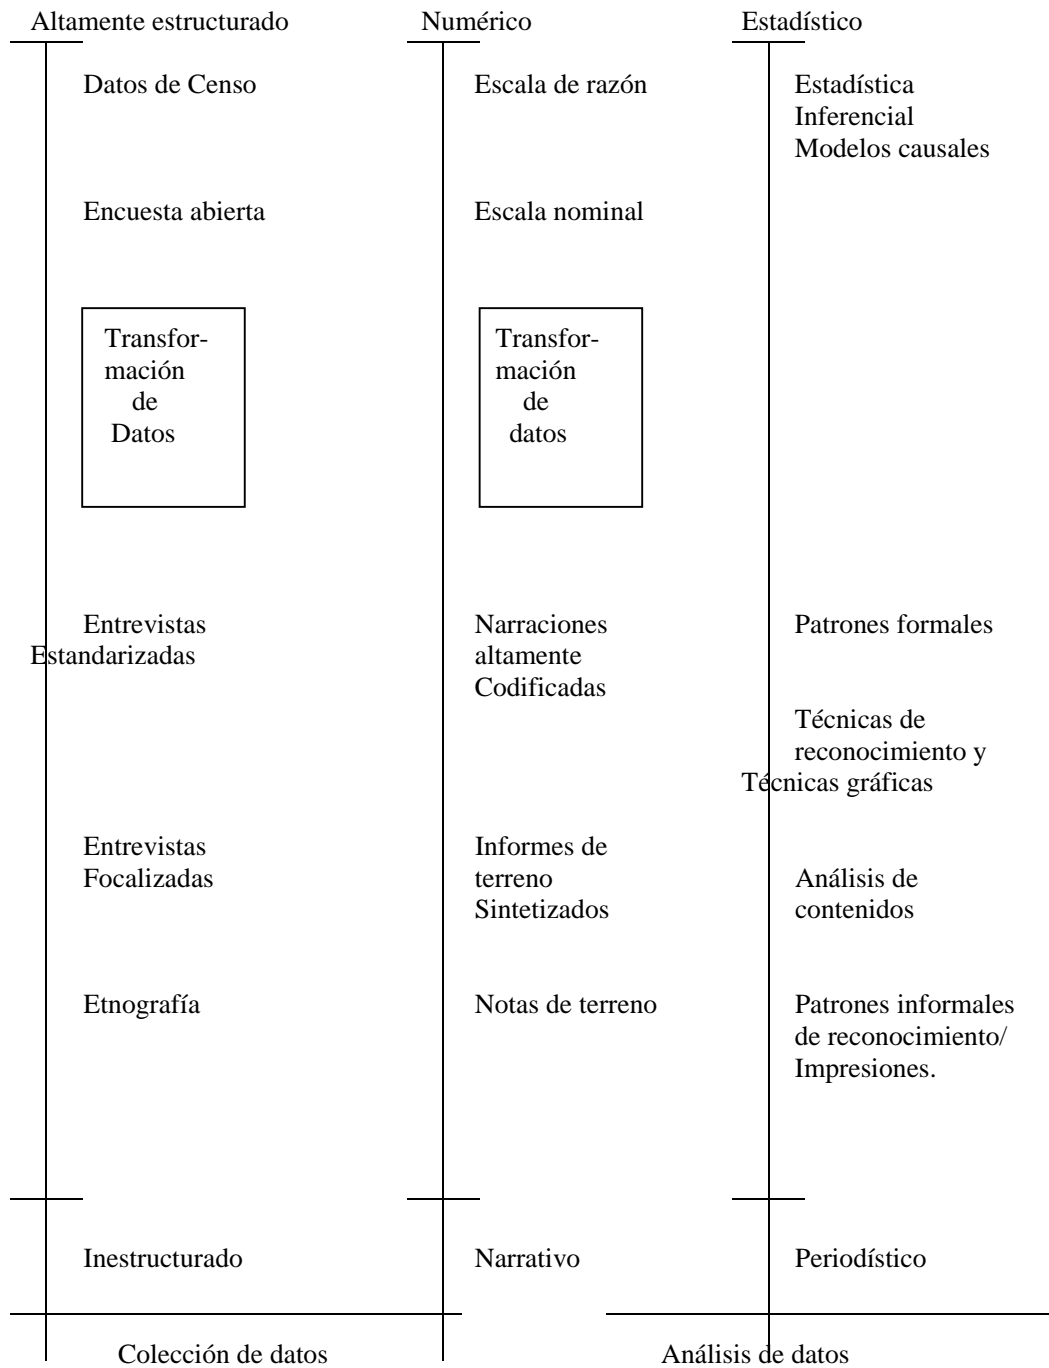 Altamente estructurado
Numérico
Estadístico
Datos de Censo
Escala de razón
Estadística
Inferencial
Modelos causales
Encuesta abierta
Escala nominal
Transfor-
mación
de
Datos
Transfor-
mación
de
datos
Entrevistas
Estandarizadas
Narraciones
altamente
Codificadas
Patrones formales
Técnicas de
reconocimiento y
Técnicas gráficas
Entrevistas
Focalizadas
Informes de
terreno
Sintetizados
Análisis de
contenidos
Etnografía
Notas de terreno
Patrones informales
de reconocimiento/
Impresiones.
Inestructurado
Narrativo
Periodístico
Colección de datos
Análisis de datos